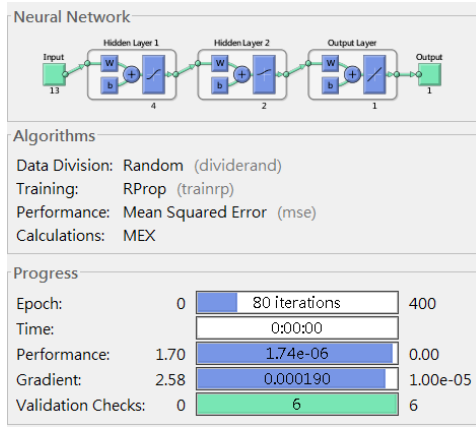 Neural Network
Hidden Layer 1 Hidden Layer 2 Output Layer
Input Output
W W W
+ + +
b b b
13 4 2 1 1
Algorithms
Data Division: Random (dividerand)
Training: RProp (trainrp)
Performance: Mean Squared Error (mse)
Calculations: MEX
Progress
Epoch: 0 80 iterations 400
Time: 0:00:00
Performance: 1.70 1.74e-06 0.00
Gradient: 2.58 0.000190 1.00e-05
Validation Checks: 0 6 6